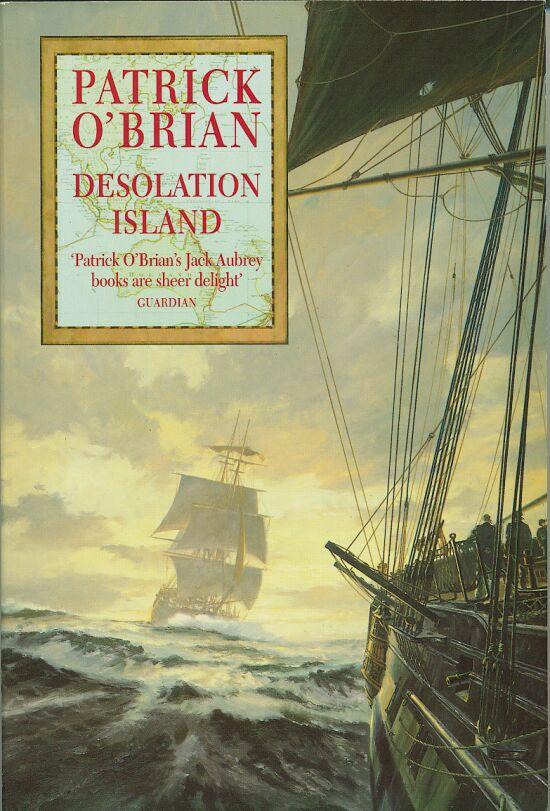 PATRICK
O'BRIAN
DESOLATION
ISLAND
'Patrick O'Brian's Jack Aubrey
books are sheer delight'
GUARDIAN